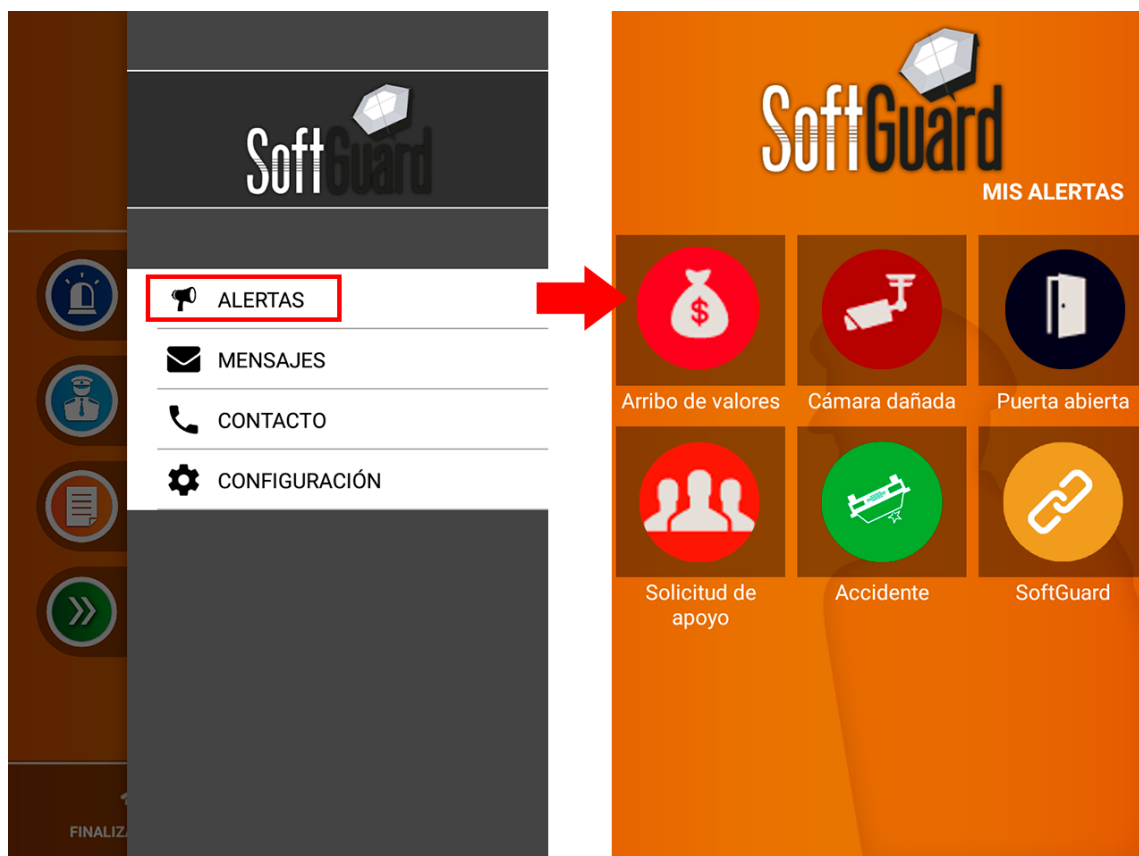 SoftGuard
ALERTAS
MENSAJES
CONTACTO
CONFIGURACIÓN
SoftGuard
MIS ALERTAS
$
Arribo de valores
Cámara dañada
Puerta abierta
Solicitud de
apoyo
Accidente
SoftGuard